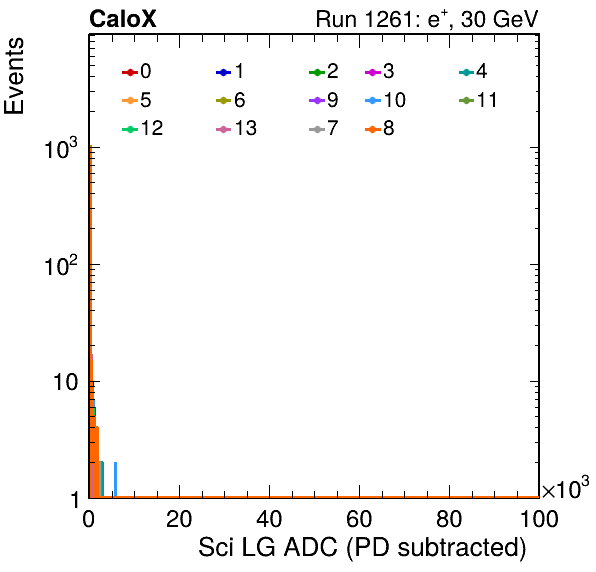 CaloX Run 1261: e⁺, 30 GeV
Events
0 1 2 3 4
5 6 9 10 11
12 13 7 8
10³
10²
10
1
0 20 40 60 80 100 ×10³
Sci LG ADC (PD subtracted)